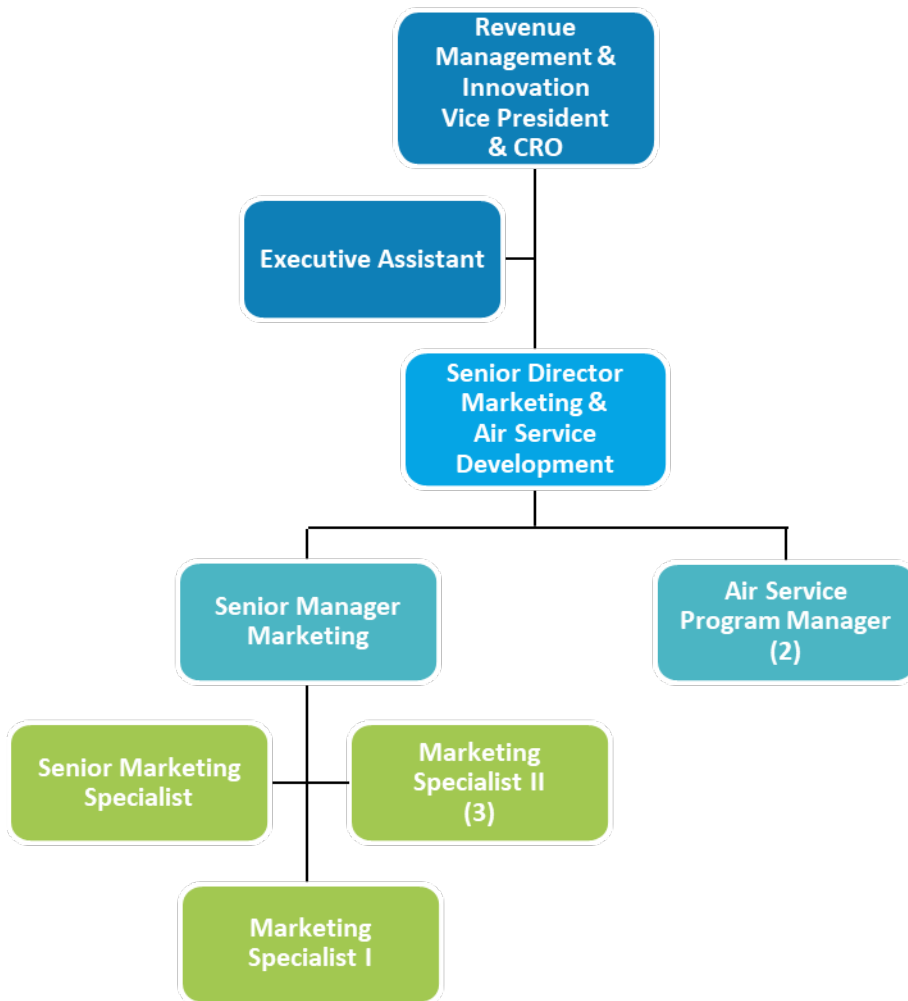 Revenue
Management &
Innovation
Vice President
& CRO
Executive Assistant
Senior Director
Marketing &
Air Service
Development
Senior Manager
Marketing
Air Service
Program Manager
(2)
Senior Marketing
Specialist
Marketing
Specialist II
(3)
Marketing
Specialist I